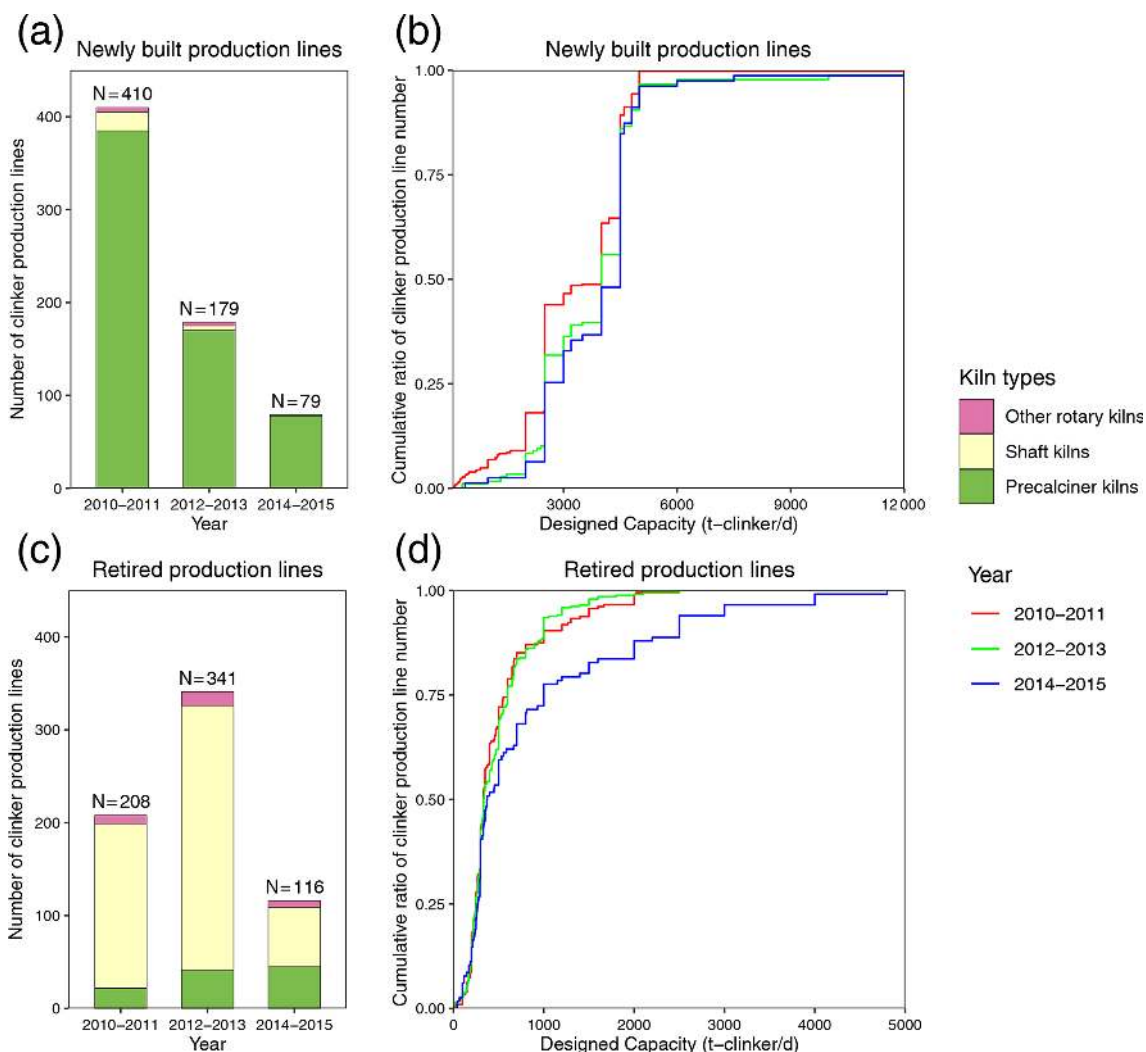 (a)
Newly built production lines
Number of clinker production lines
400
300
200
100
0
N=410
N=179
N=79
2010–2011
2012–2013
2014–2015
Year
(b)
Newly built production lines
Cumulative ratio of clinker production line number
1.00
0.75
0.50
0.25
0.00
3000
6000
9000
12000
Designed Capacity (t–clinker/d)
Kiln types
Other rotary kilns
Shaft kilns
Precalciner kilns
(c)
Retired production lines
Number of clinker production lines
400
300
200
100
0
N=208
N=341
N=116
2010–2011
2012–2013
2014–2015
Year
(d)
Retired production lines
Cumulative ratio of clinker production line number
1.00
0.75
0.50
0.25
0.00
0
1000
2000
3000
4000
5000
Designed Capacity (t–clinker/d)
Year
2010–2011
2012–2013
2014–2015